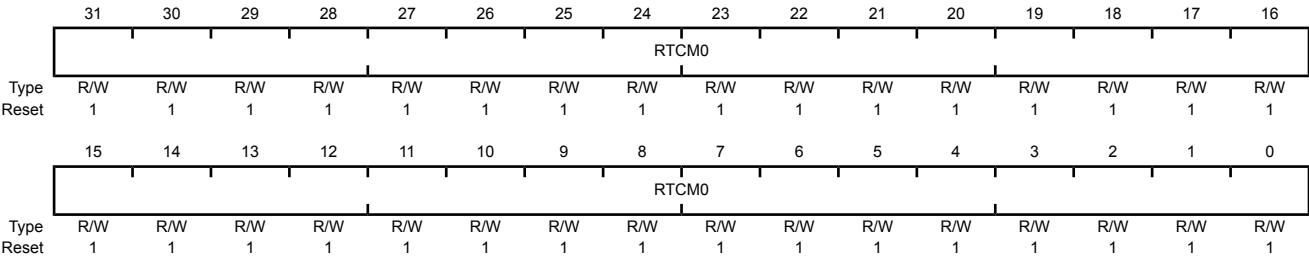 31 30 29 28 27 26 25 24 23 22 21 20 19 18 17 16
RTCM0
Type R/W R/W R/W R/W R/W R/W R/W R/W R/W R/W R/W R/W R/W R/W R/W R/W
Reset 1 1 1 1 1 1 1 1 1 1 1 1 1 1 1 1
15 14 13 12 11 10 9 8 7 6 5 4 3 2 1 0
RTCM0
Type R/W R/W R/W R/W R/W R/W R/W R/W R/W R/W R/W R/W R/W R/W R/W R/W
Reset 1 1 1 1 1 1 1 1 1 1 1 1 1 1 1 1